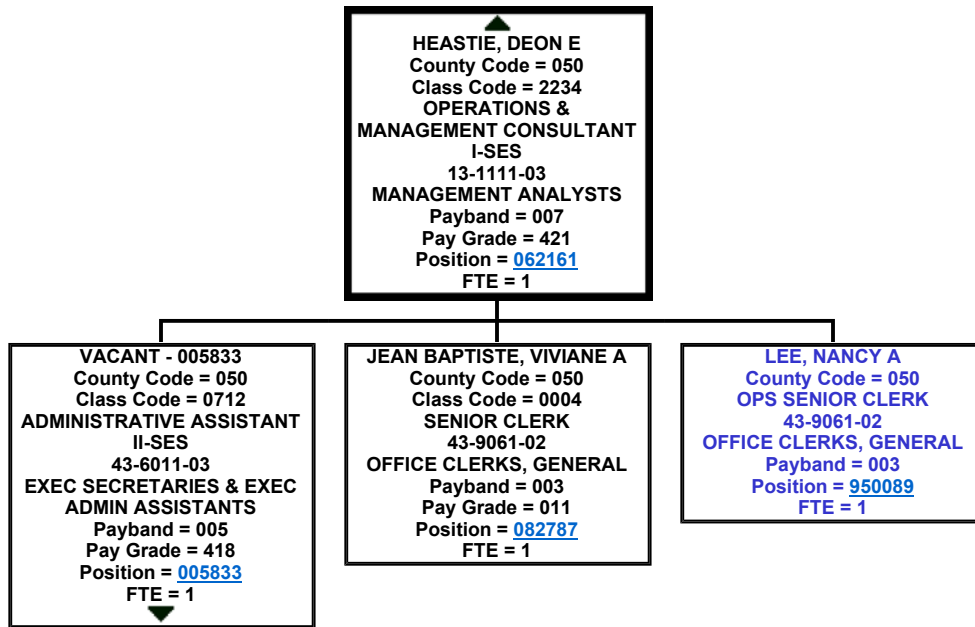 HEASTIE, DEON E
County Code = 050
Class Code = 2234
OPERATIONS &
MANAGEMENT CONSULTANT
I-SES
13-1111-03
MANAGEMENT ANALYSTS
Payband = 007
Pay Grade = 421
Position = 062161
FTE = 1
VACANT - 005833
County Code = 050
Class Code = 0712
ADMINISTRATIVE ASSISTANT
II-SES
43-6011-03
EXEC SECRETARIES & EXEC
ADMIN ASSISTANTS
Payband = 005
Pay Grade = 418
Position = 005833
FTE = 1
JEAN BAPTISTE, VIVIANE A
County Code = 050
Class Code = 0004
SENIOR CLERK
43-9061-02
OFFICE CLERKS, GENERAL
Payband = 003
Pay Grade = 011
Position = 082787
FTE = 1
LEE, NANCY A
County Code = 050
OPS SENIOR CLERK
43-9061-02
OFFICE CLERKS, GENERAL
Payband = 003
Position = 950089
FTE = 1